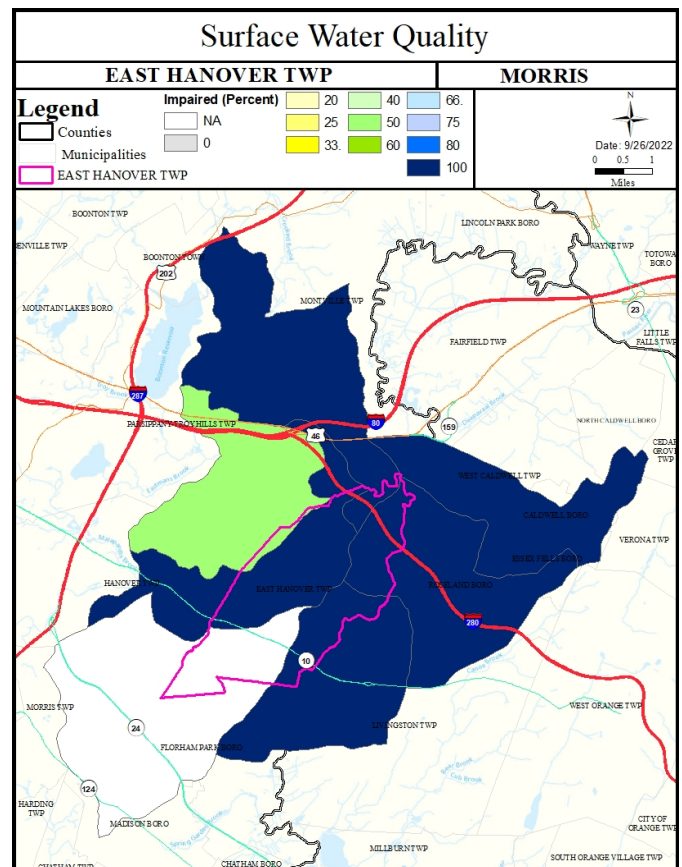 Surface Water Quality
EAST HANOVER TWP
MORRIS
Legend
Counties
Municipalities
EAST HANOVER TWP
Impaired (Percent)
NA
0
20
25
33.
40
50
60
66.
75
80
100
N
Date: 9/26/2022
0 0.5 1
Miles
BOONTON TWP
LINCOLN PARK BORO
ENVILLE TWP
BOONTON TOWN
WAYNE TWP
TOTOWA
BORO
202
MOUNTAIN LAKES BORO
MONTVILLE TWP
23
FAIRFIELD TWP
LITTLE
FALLS TWP
287
80
159
NORTH CALDWELL BORO
PARSIPPANY-TROY HILLS TWP
46
CEDAR
GROVE
TWP
WEST CALDWELL TWP
CALDWELL BORO
VERONA TWP
ESSEX FELLS BORO
HANOVER TWP
EAST HANOVER TWP
ROSELAND BORO
280
10
MORRIS TWP
WEST ORANGE TWP
24
LIVINGSTON TWP
FLORHAM PARK BORO
124
HARDING
TWP
MADISON BORO
CITY OF
ORANGE TWP
MILLBURN TWP
SOUTH ORANGE VILLAGE TWP
CHATHAM TWP
CHATHAM BORO